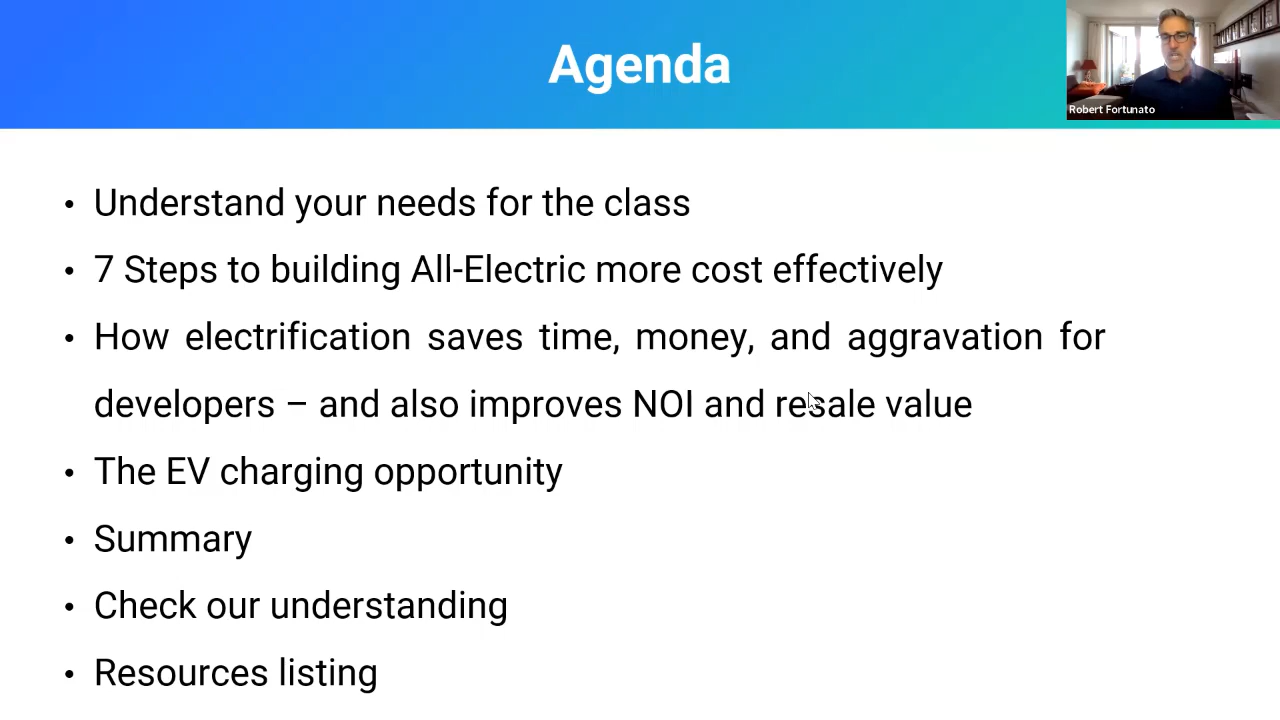 Agenda
Robert Fortunato
• Understand your needs for the class
• 7 Steps to building All-Electric more cost effectively
• How electrification saves time, money, and aggravation for
developers – and also improves NOI and resale value
• The EV charging opportunity
• Summary
• Check our understanding
• Resources listing